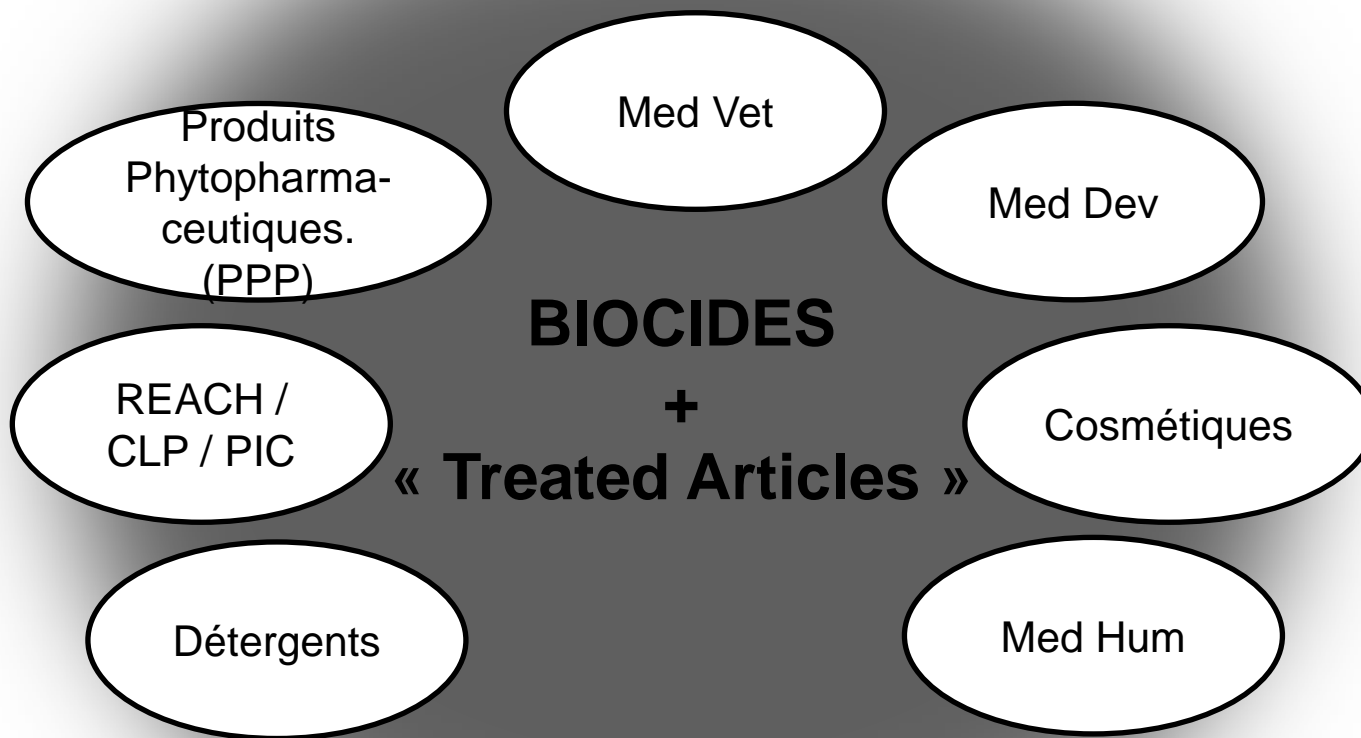 Med Vet
Produits
Phytopharma-
ceutiques.
(PPP)
Med Dev
BIOCIDES
+
« Treated Articles »
REACH /
CLP / PIC
Cosmétiques
Détergents
Med Hum